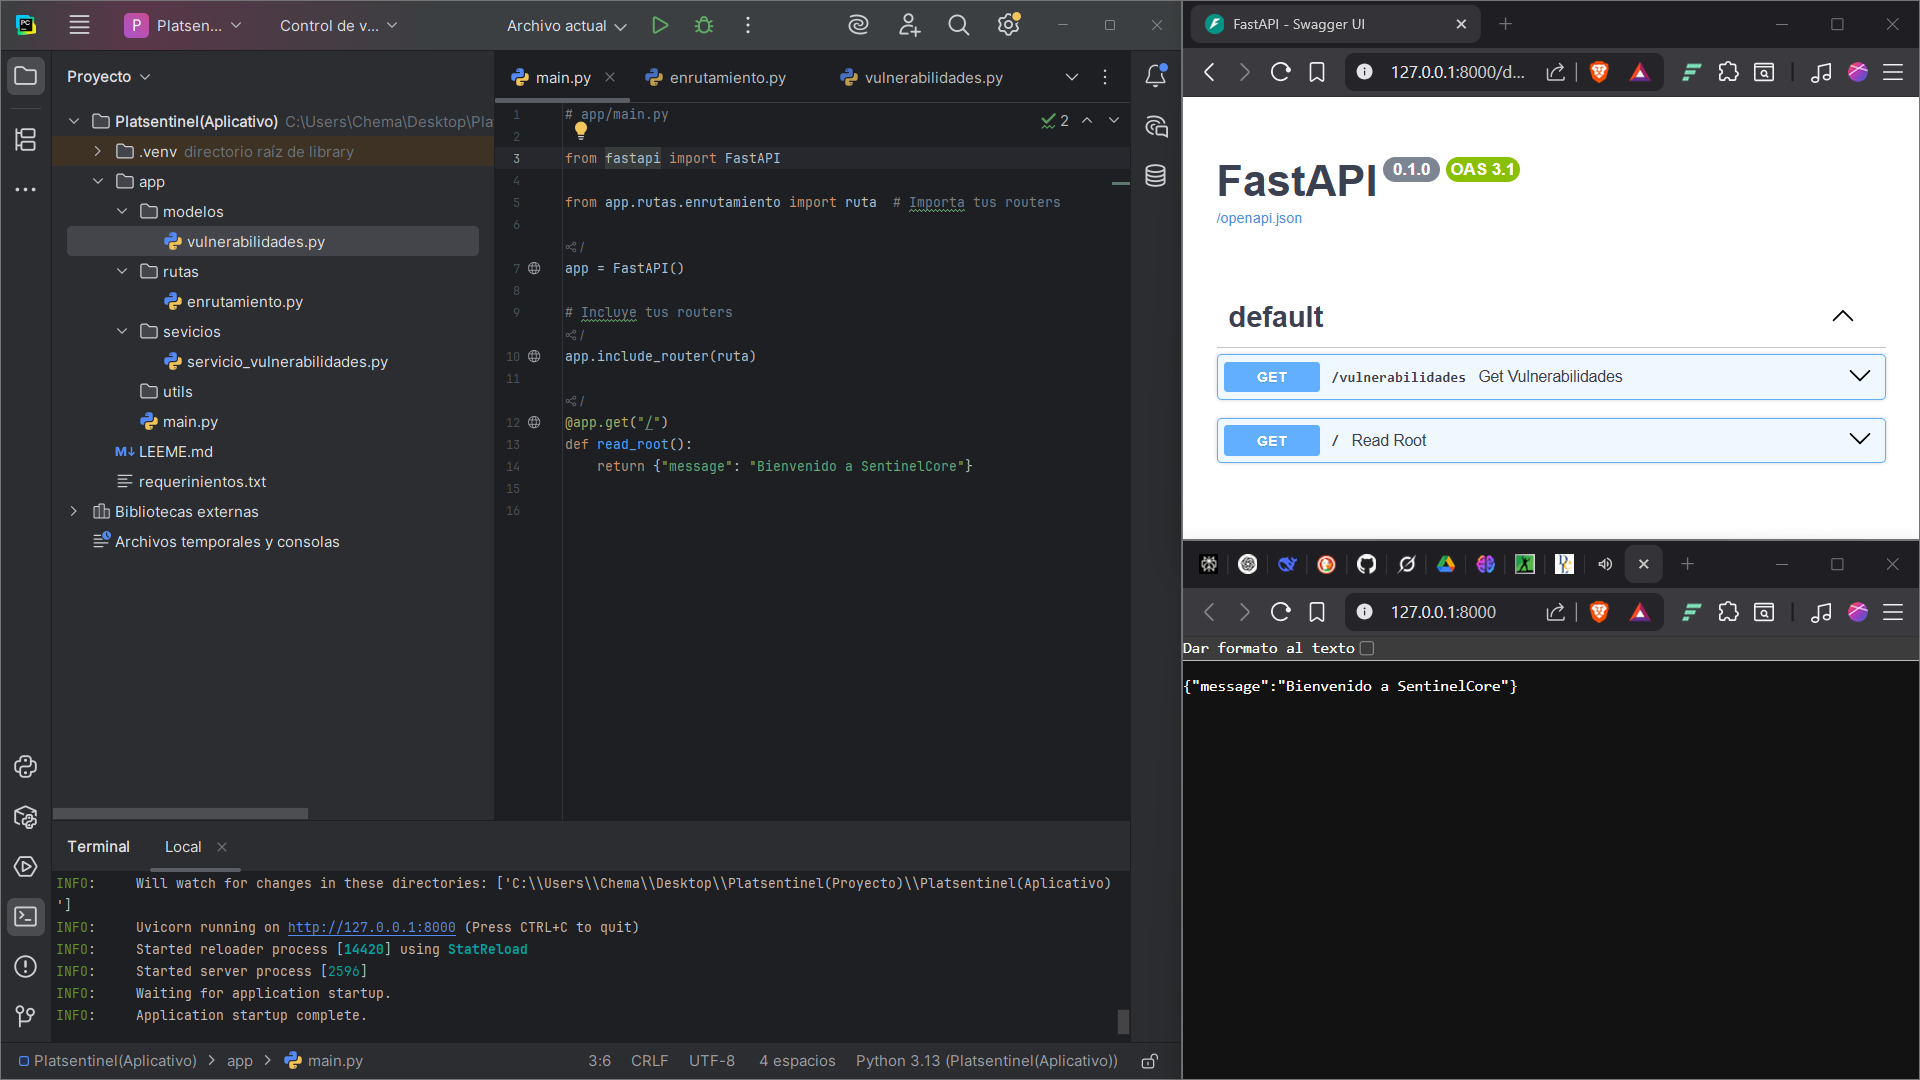 P Platsen...
Control de v...
Archivo actual
Proyecto
Platsentinel(Aplicativo) C:\Users\Chema\Desktop\Pla
.venv directorio raíz de library
app
modelos
vulnerabilidades.py
rutas
enrutamiento.py
sevicios
servicio_vulnerabilidades.py
utils
main.py
M↓ LEEME.md
requerinientos.txt
Bibliotecas externas
Archivos temporales y consolas
main.py
enrutamiento.py
vulnerabilidades.py
2
1 # app/main.py
2
3 from fastapi import FastAPI
4
5 from app.rutas.enrutamiento import ruta  # Importa tus routers
6
/
7 app = FastAPI()
8
9 # Incluye tus routers
/
10 app.include_router(ruta)
11
/
12 @app.get("/")
13 def read_root():
14     return {"message": "Bienvenido a SentinelCore"}
15
16
Terminal
Local
INFO:     Will watch for changes in these directories: ['C:\\Users\\Chema\\Desktop\\Platsentinel(Proyecto)\\Platsentinel(Aplicativo)
']
INFO:     Uvicorn running on http://127.0.0.1:8000 (Press CTRL+C to quit)
INFO:     Started reloader process [14420] using StatReload
INFO:     Started server process [2596]
INFO:     Waiting for application startup.
INFO:     Application startup complete.
Platsentinel(Aplicativo) > app > main.py
3:6 CRLF UTF-8 4 espacios Python 3.13 (Platsentinel(Aplicativo))
FastAPI - Swagger UI
127.0.0.1:8000/d...
FastAPI 0.1.0 OAS 3.1
/openapi.json
default
GET /vulnerabilidades Get Vulnerabilidades
GET / Read Root
127.0.0.1:8000
Dar formato al texto
{"message":"Bienvenido a SentinelCore"}